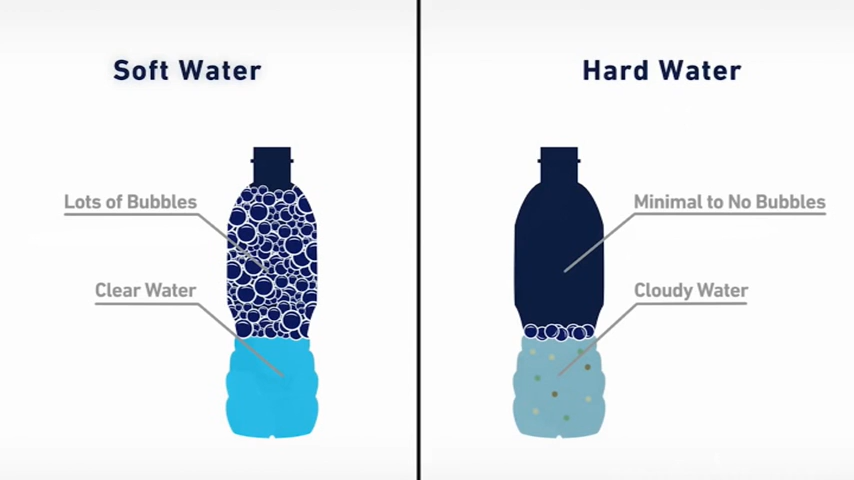 Soft Water
Lots of Bubbles
Clear Water
Hard Water
Minimal to No Bubbles
Cloudy Water